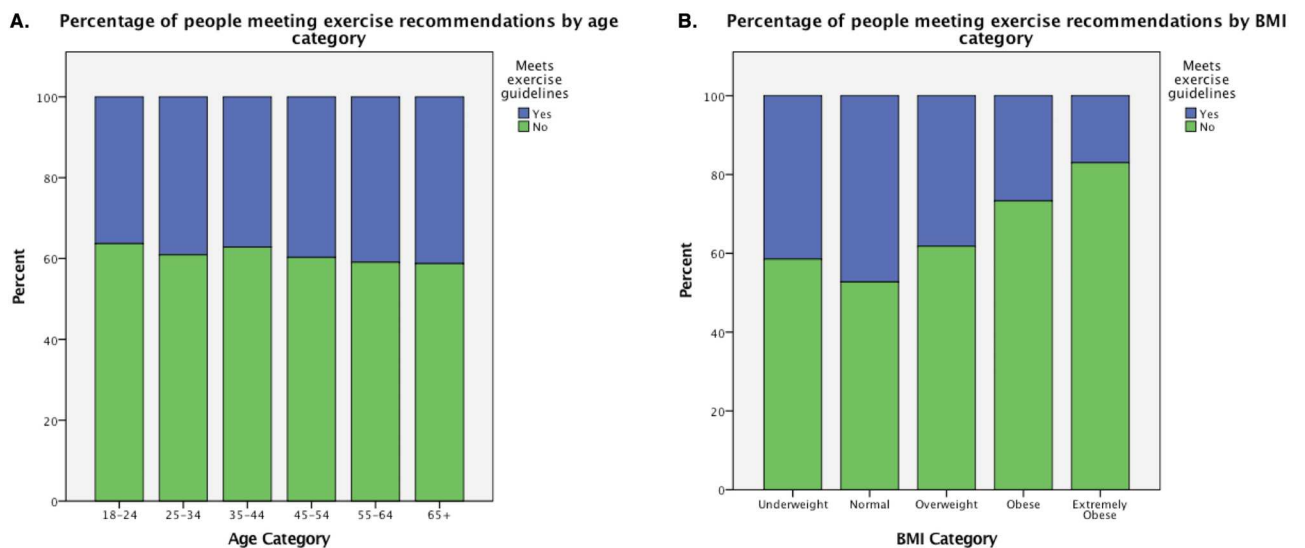 A.
Percentage of people meeting exercise recommendations by age
category
Meets
exercise
guidelines
Yes
No
100
80
60
40
20
0
Percent
18–24
25–34
35–44
45–54
55–64
65+
Age Category
B.
Percentage of people meeting exercise recommendations by BMI
category
Meets
exercise
guidelines
Yes
No
100
80
60
40
20
0
Percent
Underweight
Normal
Overweight
Obese
Extremely
Obese
BMI Category